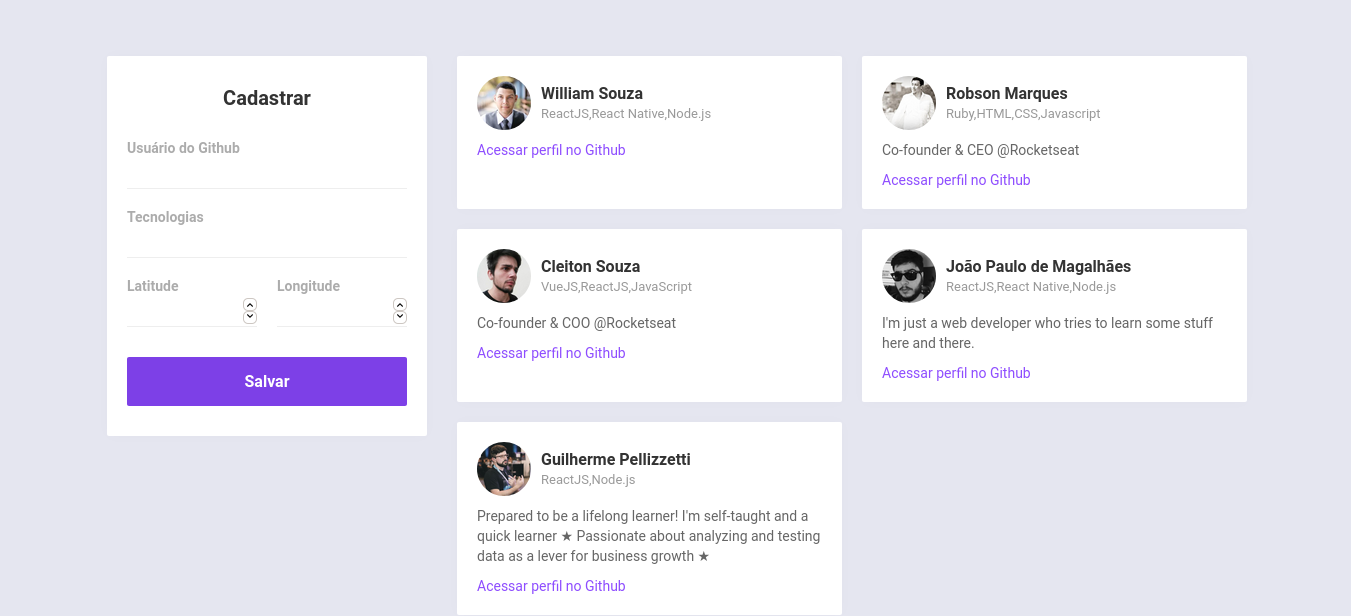 Cadastrar
Usuário do Github
Tecnologias
Latitude
Longitude
Salvar
William Souza
ReactJS,React Native,Node.js
Acessar perfil no Github
Robson Marques
Ruby,HTML,CSS,Javascript
Co-founder & CEO @Rocketseat
Acessar perfil no Github
Cleiton Souza
VueJS,ReactJS,JavaScript
Co-founder & COO @Rocketseat
Acessar perfil no Github
João Paulo de Magalhães
ReactJS,React Native,Node.js
I'm just a web developer who tries to learn some stuff
here and there.
Acessar perfil no Github
Guilherme Pellizzetti
ReactJS,Node.js
Prepared to be a lifelong learner! I'm self-taught and a
quick learner ★ Passionate about analyzing and testing
data as a lever for business growth ★
Acessar perfil no Github